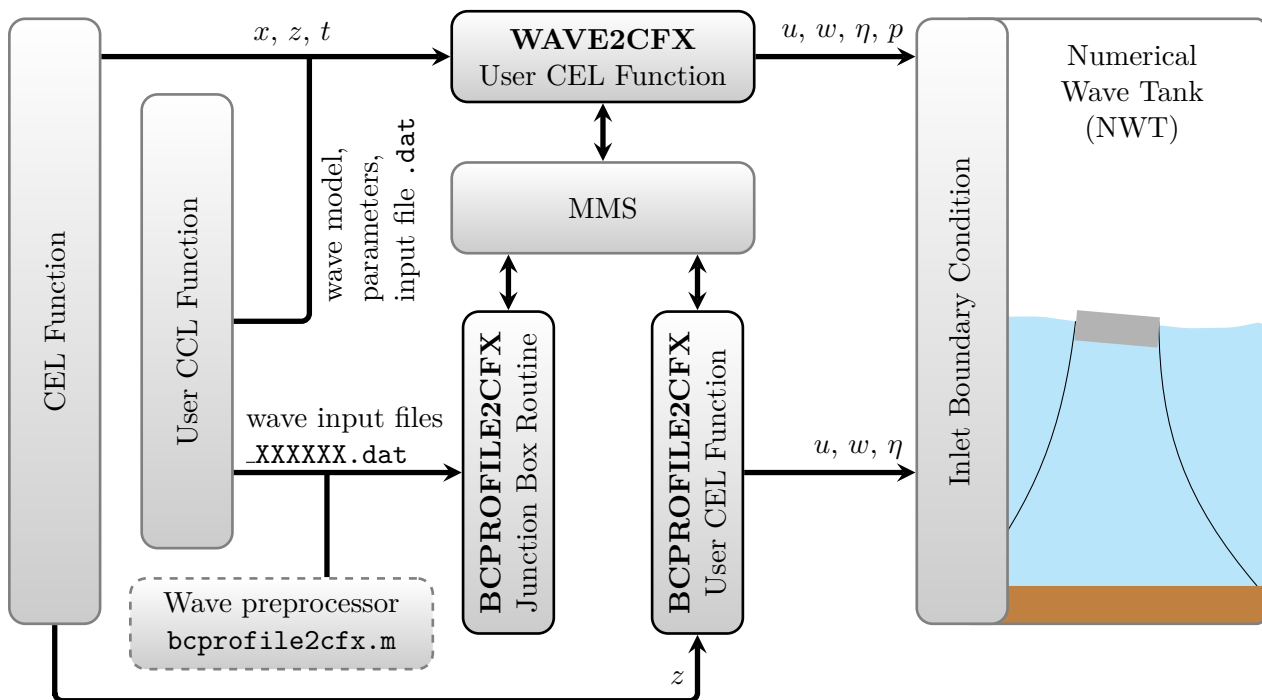 x, z, t
WAVE2CFX
User CEL Function
u, w, η, p
Numerical
Wave Tank
(NWT)
CEL Function
User CCL Function
wave model,
parameters,
input file .dat
MMS
Inlet Boundary Condition
wave input files
_XXXXXX.dat
BCPROFILE2CFX
Junction Box Routine
BCPROFILE2CFX
User CEL Function
u, w, η
Wave preprocessor
bcprofile2cfx.m
z